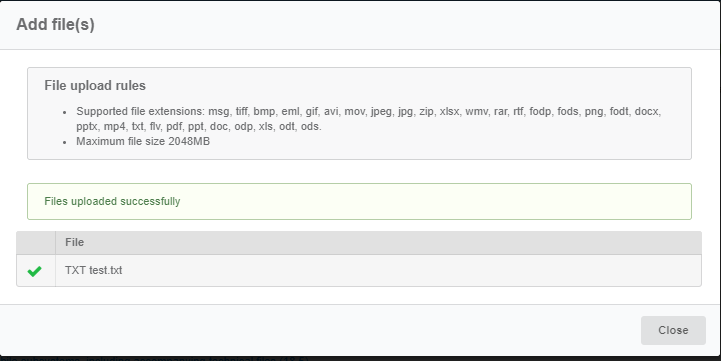 Add file(s)
File upload rules
• Supported file extensions: msg, tiff, bmp, eml, gif, avi, mov, jpeg, jpg, zip, xlsx, wmv, rar, rtf, fodp, fods, png, fodt, docx,
pptx, mp4, txt, flv, pdf, ppt, doc, odp, xls, odt, ods.
• Maximum file size 2048MB
Files uploaded successfully
File
TXT test.txt
Close